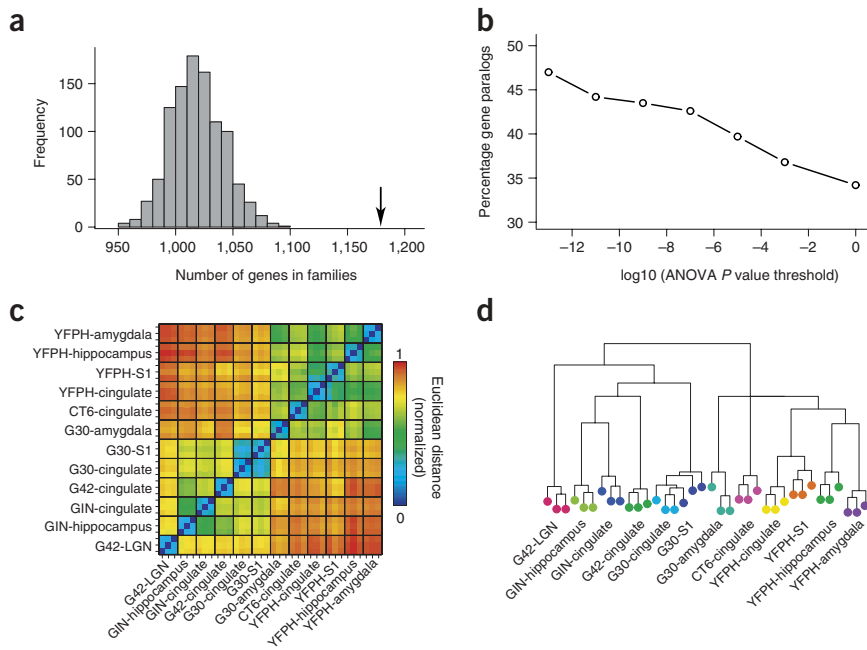 a
Frequency
150
100
50
0
950
1,000
1,050
1,100
1,150
1,200
Number of genes in families
b
Percentage gene paralogs
50
45
40
35
30
−12
−10
−8
−6
−4
−2
0
log10 (ANOVA P value threshold)
c
YFPH-amygdala
YFPH-hippocampus
YFPH-S1
YFPH-cingulate
CT6-cingulate
G30-amygdala
G30-S1
G30-cingulate
G42-cingulate
GIN-cingulate
GIN-hippocampus
G42-LGN
G42-LGN
GIN-hippocampus
GIN-cingulate
G42-cingulate
G30-cingulate
G30-S1
G30-amygdala
CT6-cingulate
YFPH-cingulate
YFPH-S1
YFPH-hippocampus
YFPH-amygdala
1
0
Euclidean distance
(normalized)
d
G42-LGN
GIN-hippocampus
GIN-cingulate
G42-cingulate
G30-cingulate
G30-S1
G30-amygdala
CT6-cingulate
YFPH-cingulate
YFPH-S1
YFPH-hippocampus
YFPH-amygdala